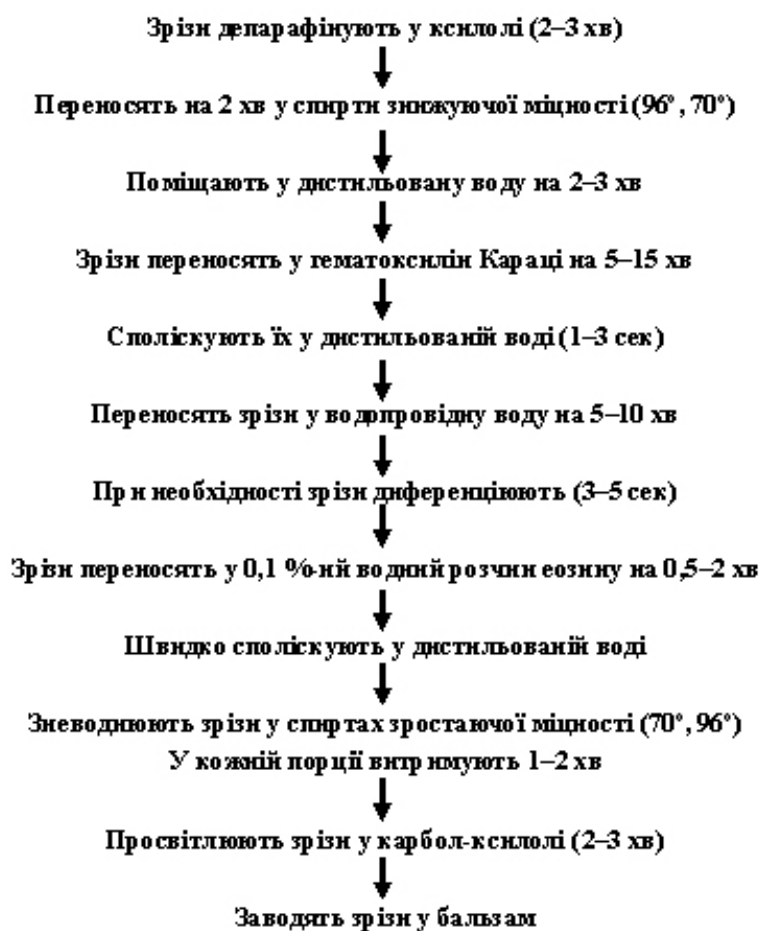 Зрізи депарафінують у ксилолі (2–3 хв)
Переносять на 2 хв у спирти знижуючої міцності (96°, 70°)
Поміщають у дистильовану воду на 2–3 хв
Зрізи переносять у гематоксилін Караці на 5–15 хв
Споліскують їх у дистильованій воді (1–3 сек)
Переносять зрізи у водопровідну воду на 5–10 хв
При необхідності зрізи диференціюють (3–5 сек)
Зрізи переносять у 0,1 %-ний водний розчин еозину на 0,5–2 хв
Швидко споліскують у дистильованій воді
Зневоднюють зрізи у спиртах зростаючої міцності (70°, 96°)
У кожній порції витримують 1–2 хв
Просвітлюють зрізи у карбол-ксилолі (2–3 хв)
Заводять зрізи у бальзам